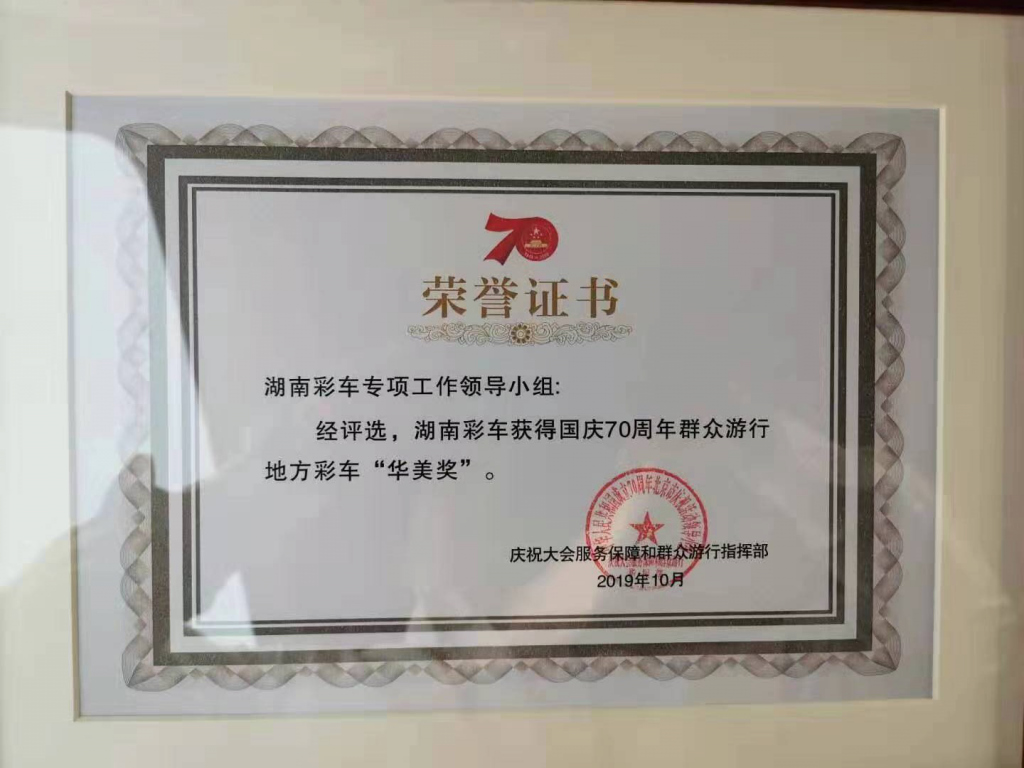 70
荣誉证书
湖南彩车专项工作领导小组:
经评选，湖南彩车获得国庆70周年群众游行
地方彩车“华美奖”。
庆祝大会服务保障和群众游行指挥部
2019年10月